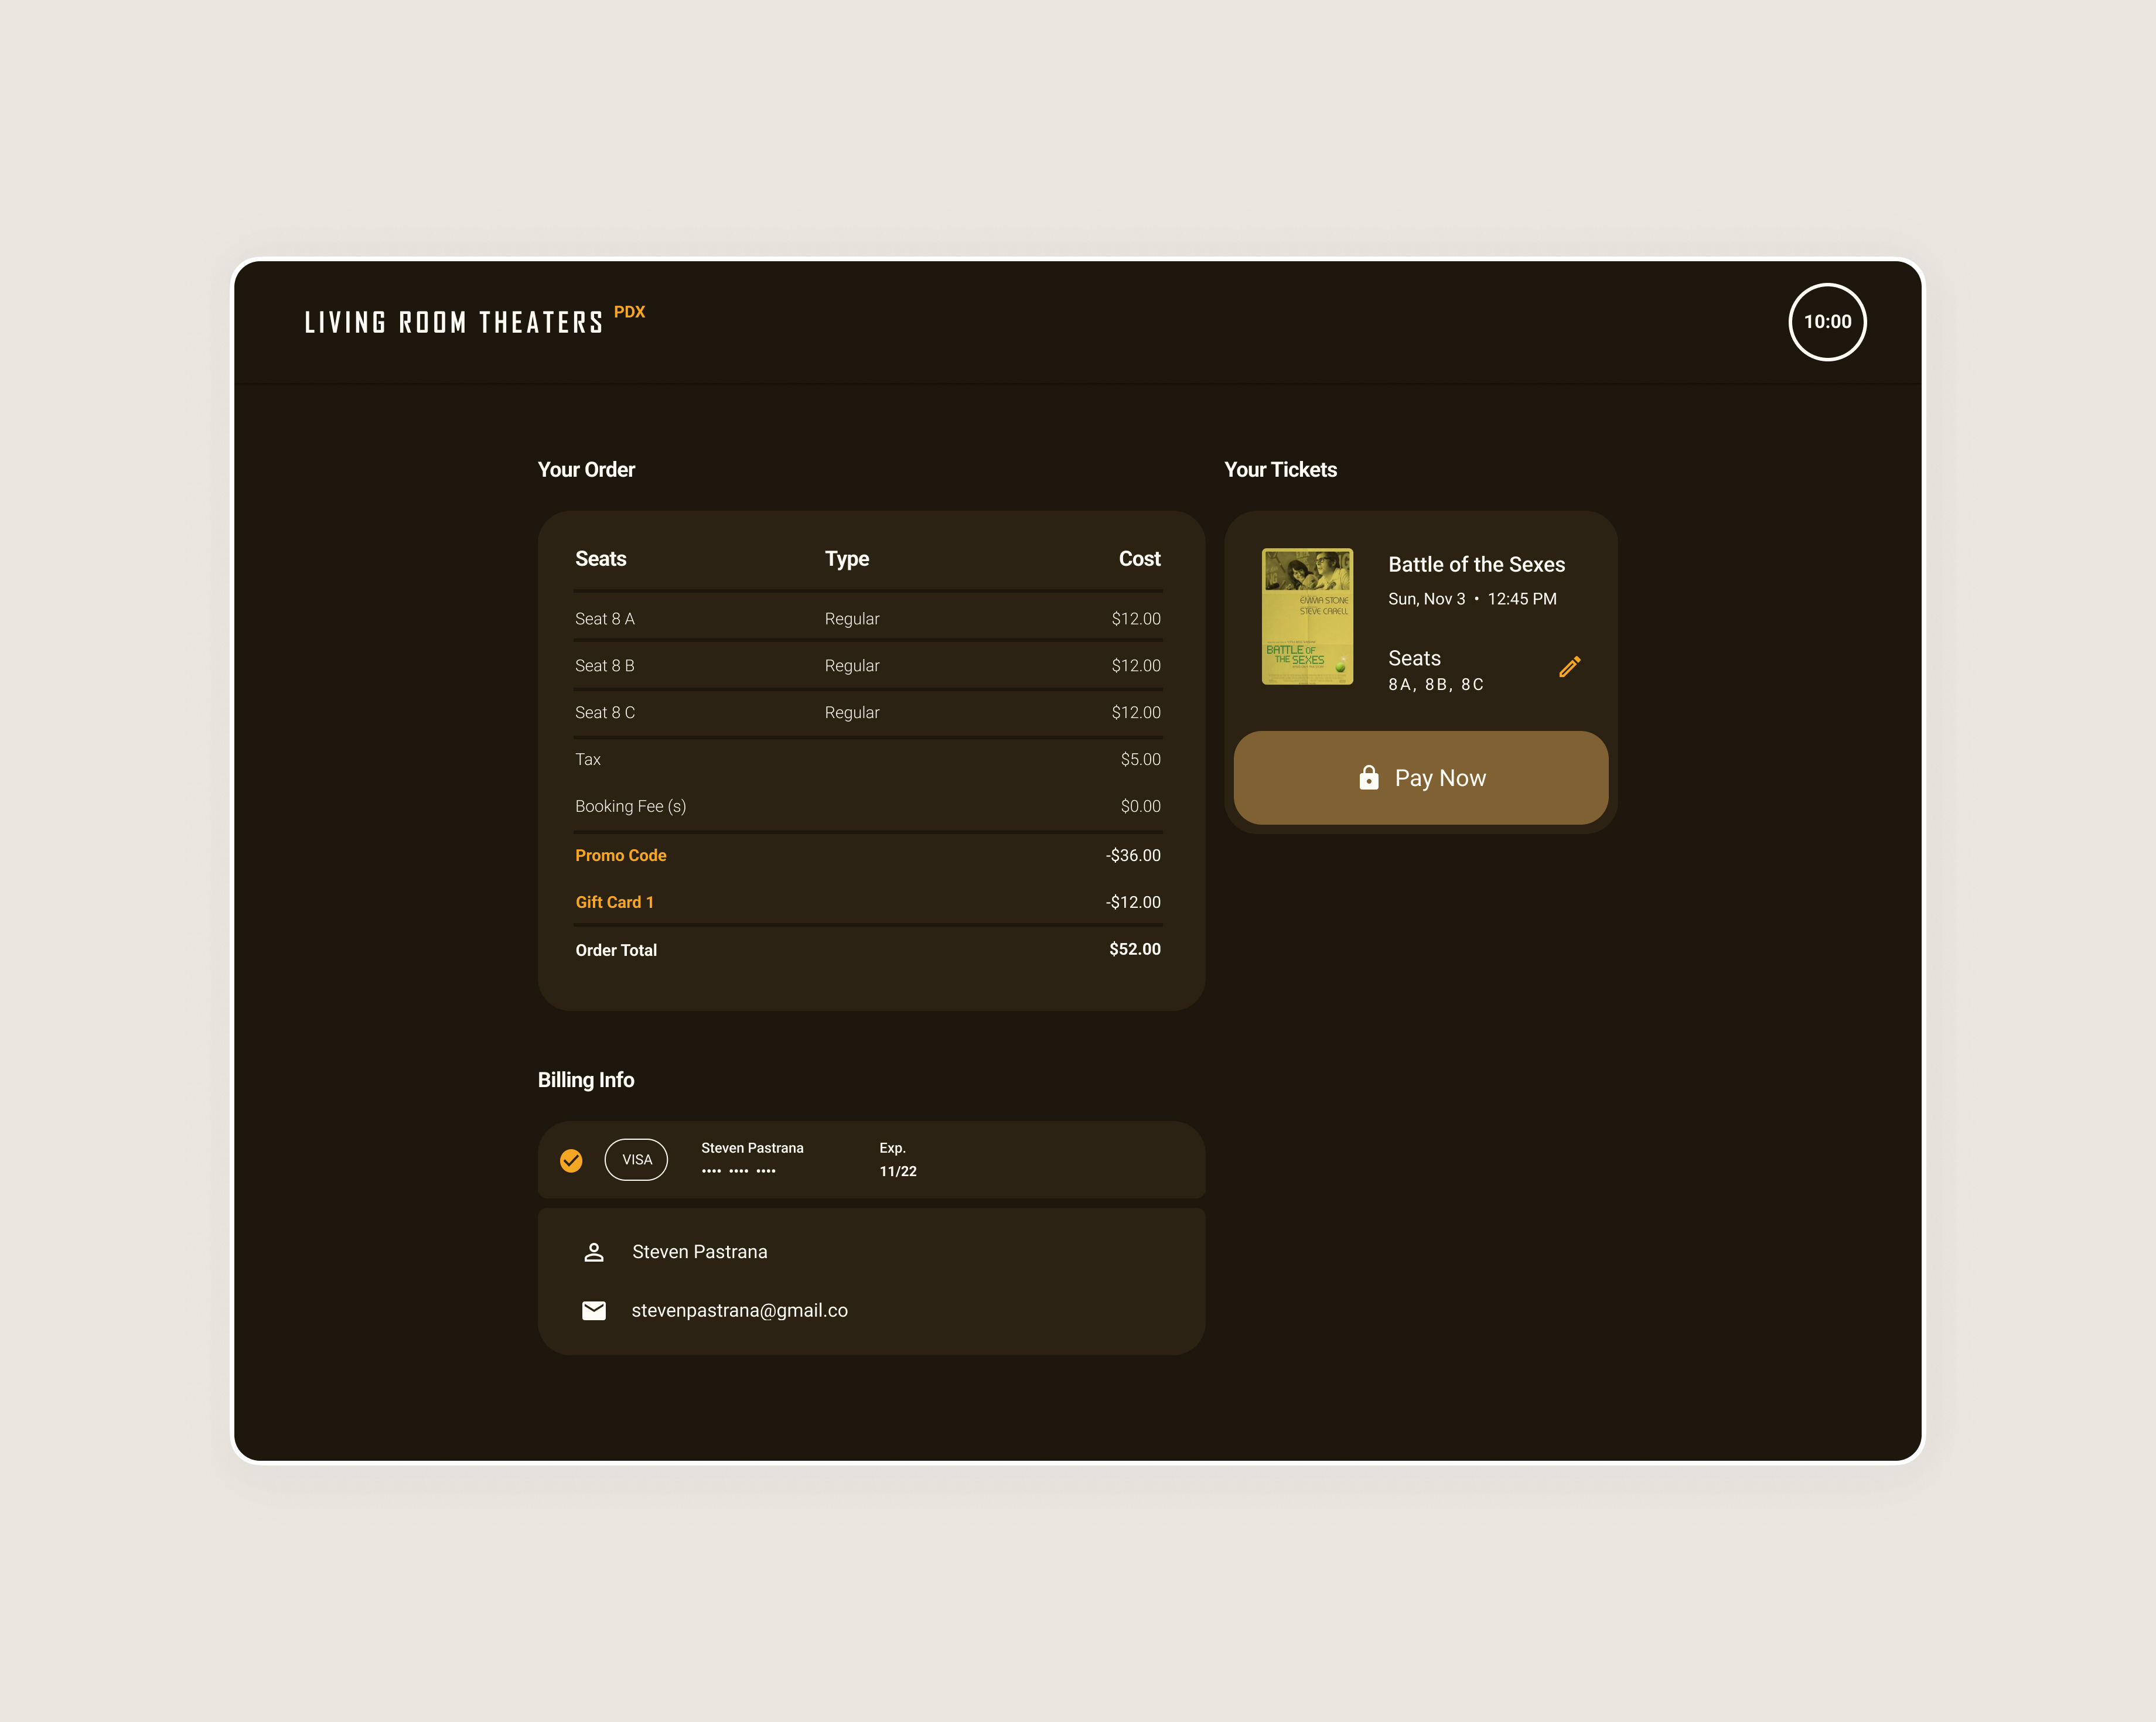 LIVING ROOM THEATERS PDX
10:00
Your Order
Seats Type Cost
Seat 8 A Regular $12.00
Seat 8 B Regular $12.00
Seat 8 C Regular $12.00
Tax $5.00
Booking Fee (s) $0.00
Promo Code -$36.00
Gift Card 1 -$12.00
Order Total $52.00
Your Tickets
EMMA STONE
STEVE CARELL
BATTLE OF
THE SEXES
Battle of the Sexes
Sun, Nov 3 • 12:45 PM
Seats
8A, 8B, 8C
Pay Now
Billing Info
VISA
Steven Pastrana
•••• •••• ••••
Exp.
11/22
Steven Pastrana
stevenpastrana@gmail.co